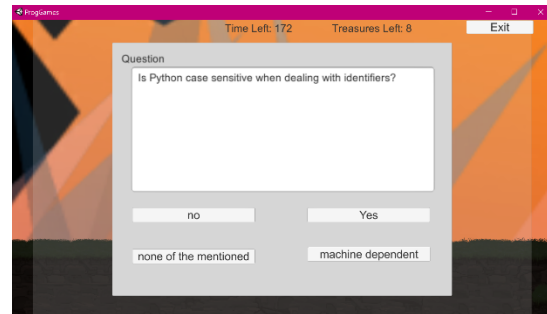 ProgGames
Time Left: 172 Treasures Left: 8 Exit
Question
Is Python case sensitive when dealing with identifiers?
no Yes
none of the mentioned machine dependent